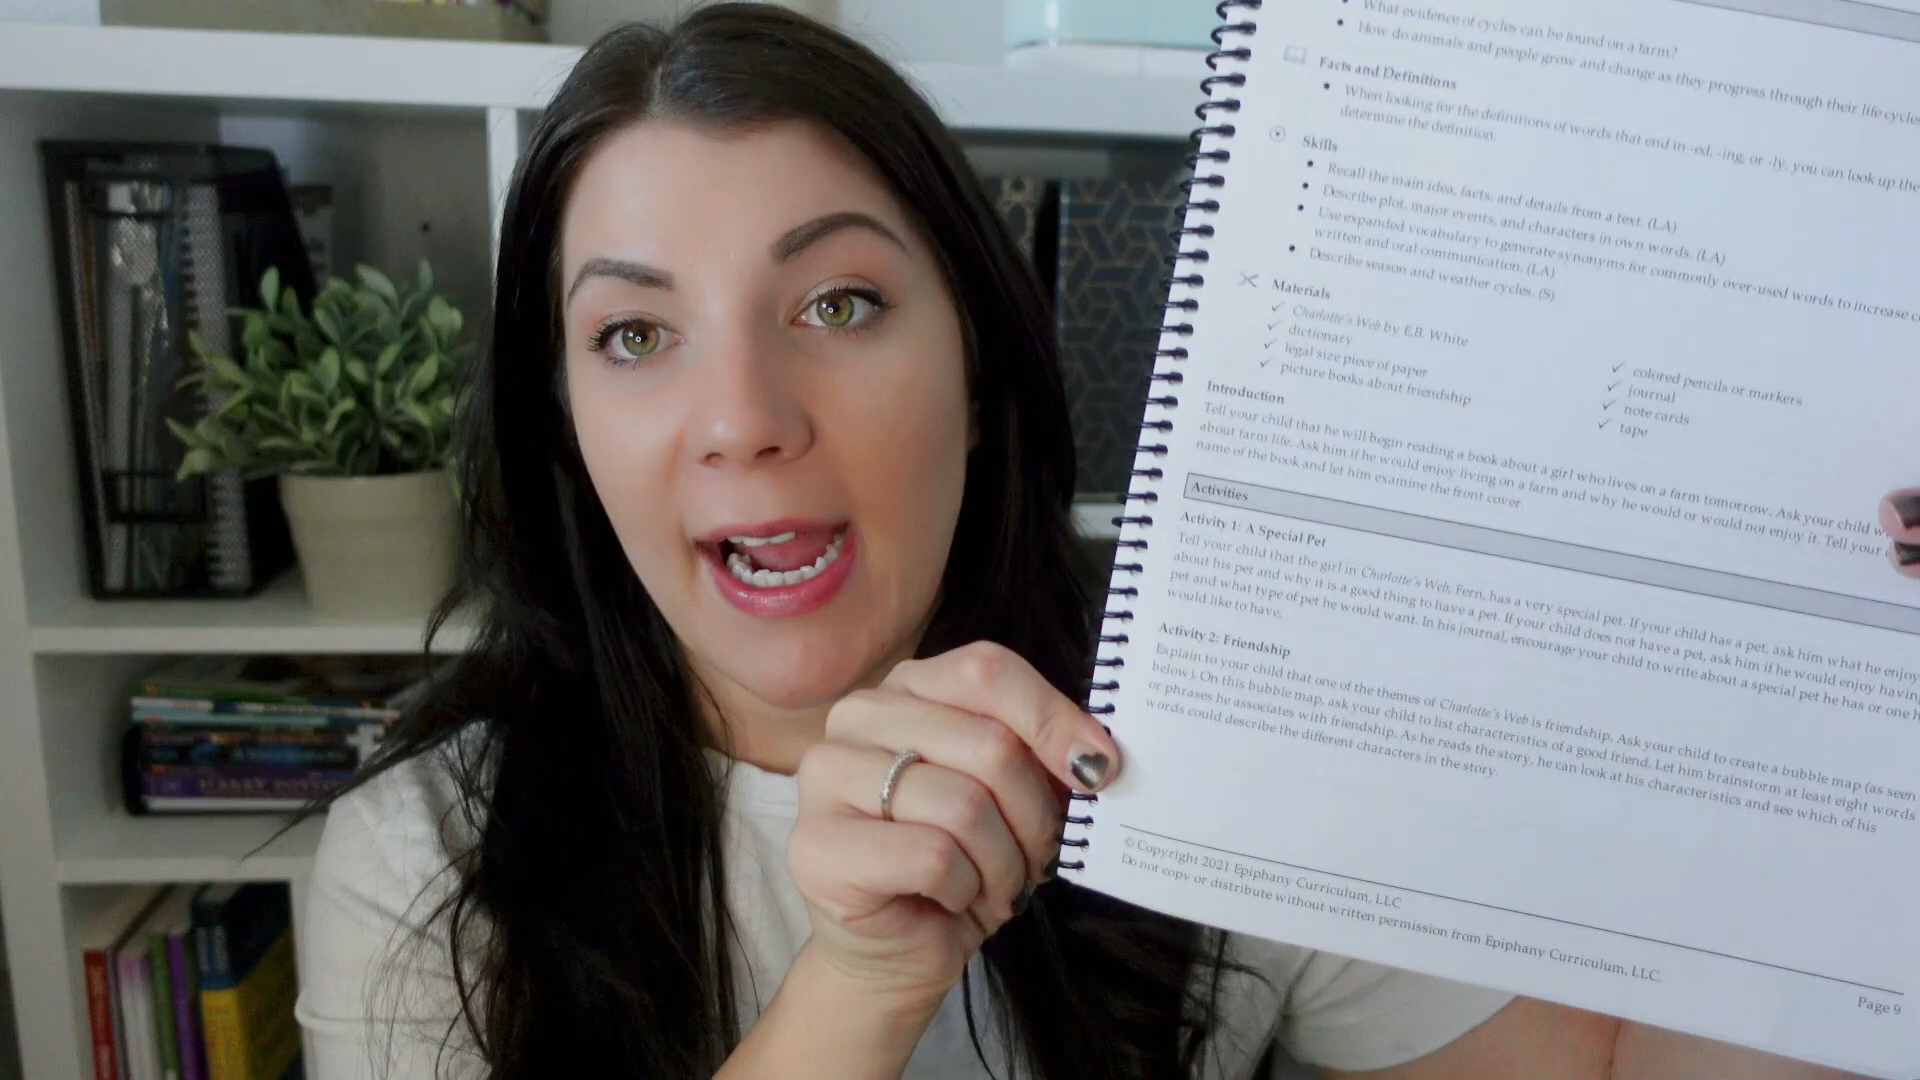 What evidence of cycles can be found on a farm?
How do animals and people grow and change as they progress through their life cycles
Facts and Definitions
When looking for the definitions of words that end in -ed, -ing, or -ly, you can look up the
determine the definition.
Skills
Recall the main idea, facts, and details from a text. (LA)
Describe plot, major events, and characters in own words. (LA)
Use expanded vocabulary to generate synonyms for commonly over-used words to increase
written and oral communication. (LA)
Describe season and weather cycles. (S)
Materials
Charlotte's Web by E.B. White
dictionary
legal size piece of paper
picture books about friendship
colored pencils or markers
journal
note cards
tape
Introduction
Tell your child that he will begin reading a book about a girl who lives on a farm tomorrow. Ask your child
about farm life. Ask him if he would enjoy living on a farm and why he would or would not enjoy it. Tell your
name of the book and let him examine the front cover.
Activities
Activity 1: A Special Pet
Tell your child that the girl in Charlotte's Web, Fern, has a very special pet. If your child has a pet, ask him what he enjoy
about his pet and why it is a good thing to have a pet. If your child does not have a pet, ask him if he would enjoy havin
pet and what type of pet he would want. In his journal, encourage your child to write about a special pet he has or one h
would like to have.
Activity 2: Friendship
Explain to your child that one of the themes of Charlotte's Web is friendship. Ask your child to create a bubble map (as seen
below). On this bubble map, ask your child to list characteristics of a good friend. Let him brainstorm at least eight words
or phrases he associates with friendship. As he reads the story, he can look at his characteristics and see which of his
words could describe the different characters in the story.
© Copyright 2021 Epiphany Curriculum, LLC
Do not copy or distribute without written permission from Epiphany Curriculum, LLC.
Page 9
HARRY POTTER